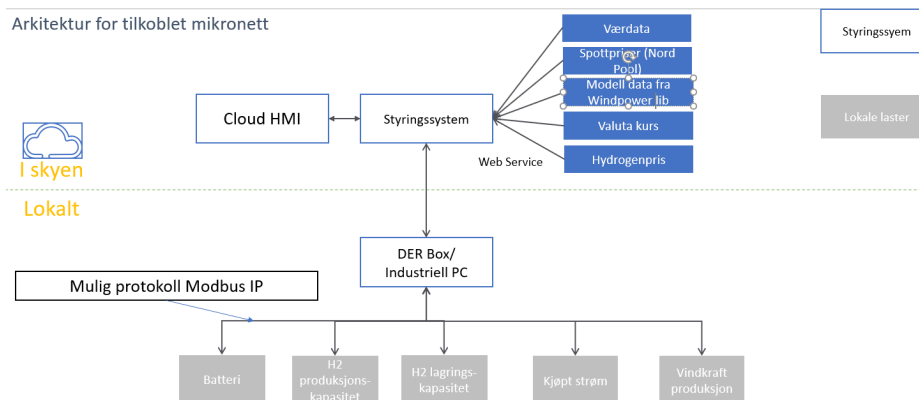 Arkitektur for tilkoblet mikronett
Værdata
Spottpriser (Nord
Pool)
Modell data fra
Windpower lib
Valuta kurs
Hydrogenpris
Styringssyem
Lokale laster
Cloud HMI
Styringssystem
Web Service
I skyen
Lokalt
DER Box/
Industriell PC
Mulig protokoll Modbus IP
Batteri
H2
produksjons-
kapasitet
H2 lagrings-
kapasitet
Kjøpt strøm
Vindkraft
produksjon